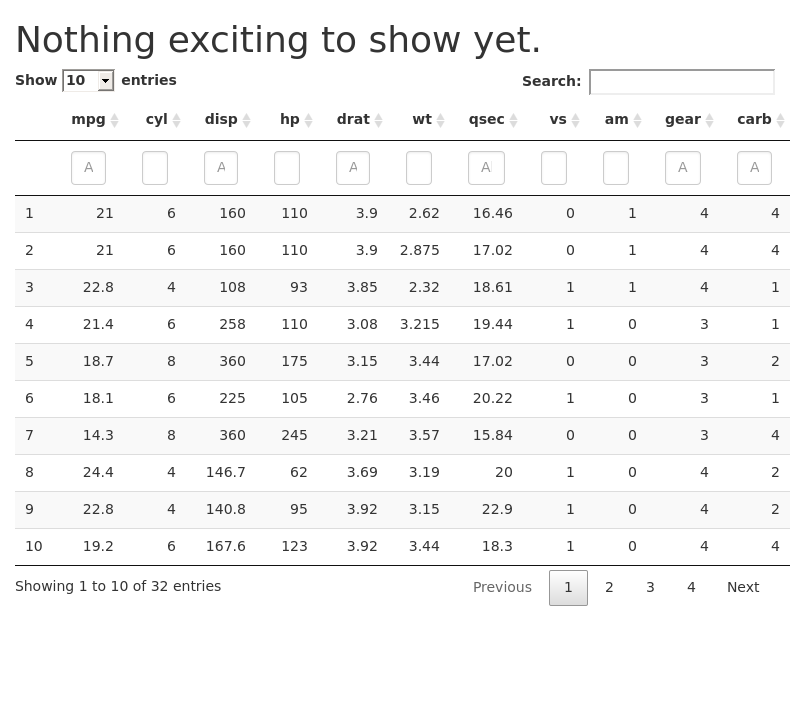 Nothing exciting to show yet.
Show 10 entries Search:
mpg cyl disp hp drat wt qsec vs am gear carb
A A A A A A
1 21 6 160 110 3.9 2.62 16.46 0 1 4 4
2 21 6 160 110 3.9 2.875 17.02 0 1 4 4
3 22.8 4 108 93 3.85 2.32 18.61 1 1 4 1
4 21.4 6 258 110 3.08 3.215 19.44 1 0 3 1
5 18.7 8 360 175 3.15 3.44 17.02 0 0 3 2
6 18.1 6 225 105 2.76 3.46 20.22 1 0 3 1
7 14.3 8 360 245 3.21 3.57 15.84 0 0 3 4
8 24.4 4 146.7 62 3.69 3.19 20 1 0 4 2
9 22.8 4 140.8 95 3.92 3.15 22.9 1 0 4 2
10 19.2 6 167.6 123 3.92 3.44 18.3 1 0 4 4
Showing 1 to 10 of 32 entries Previous 1 2 3 4 Next